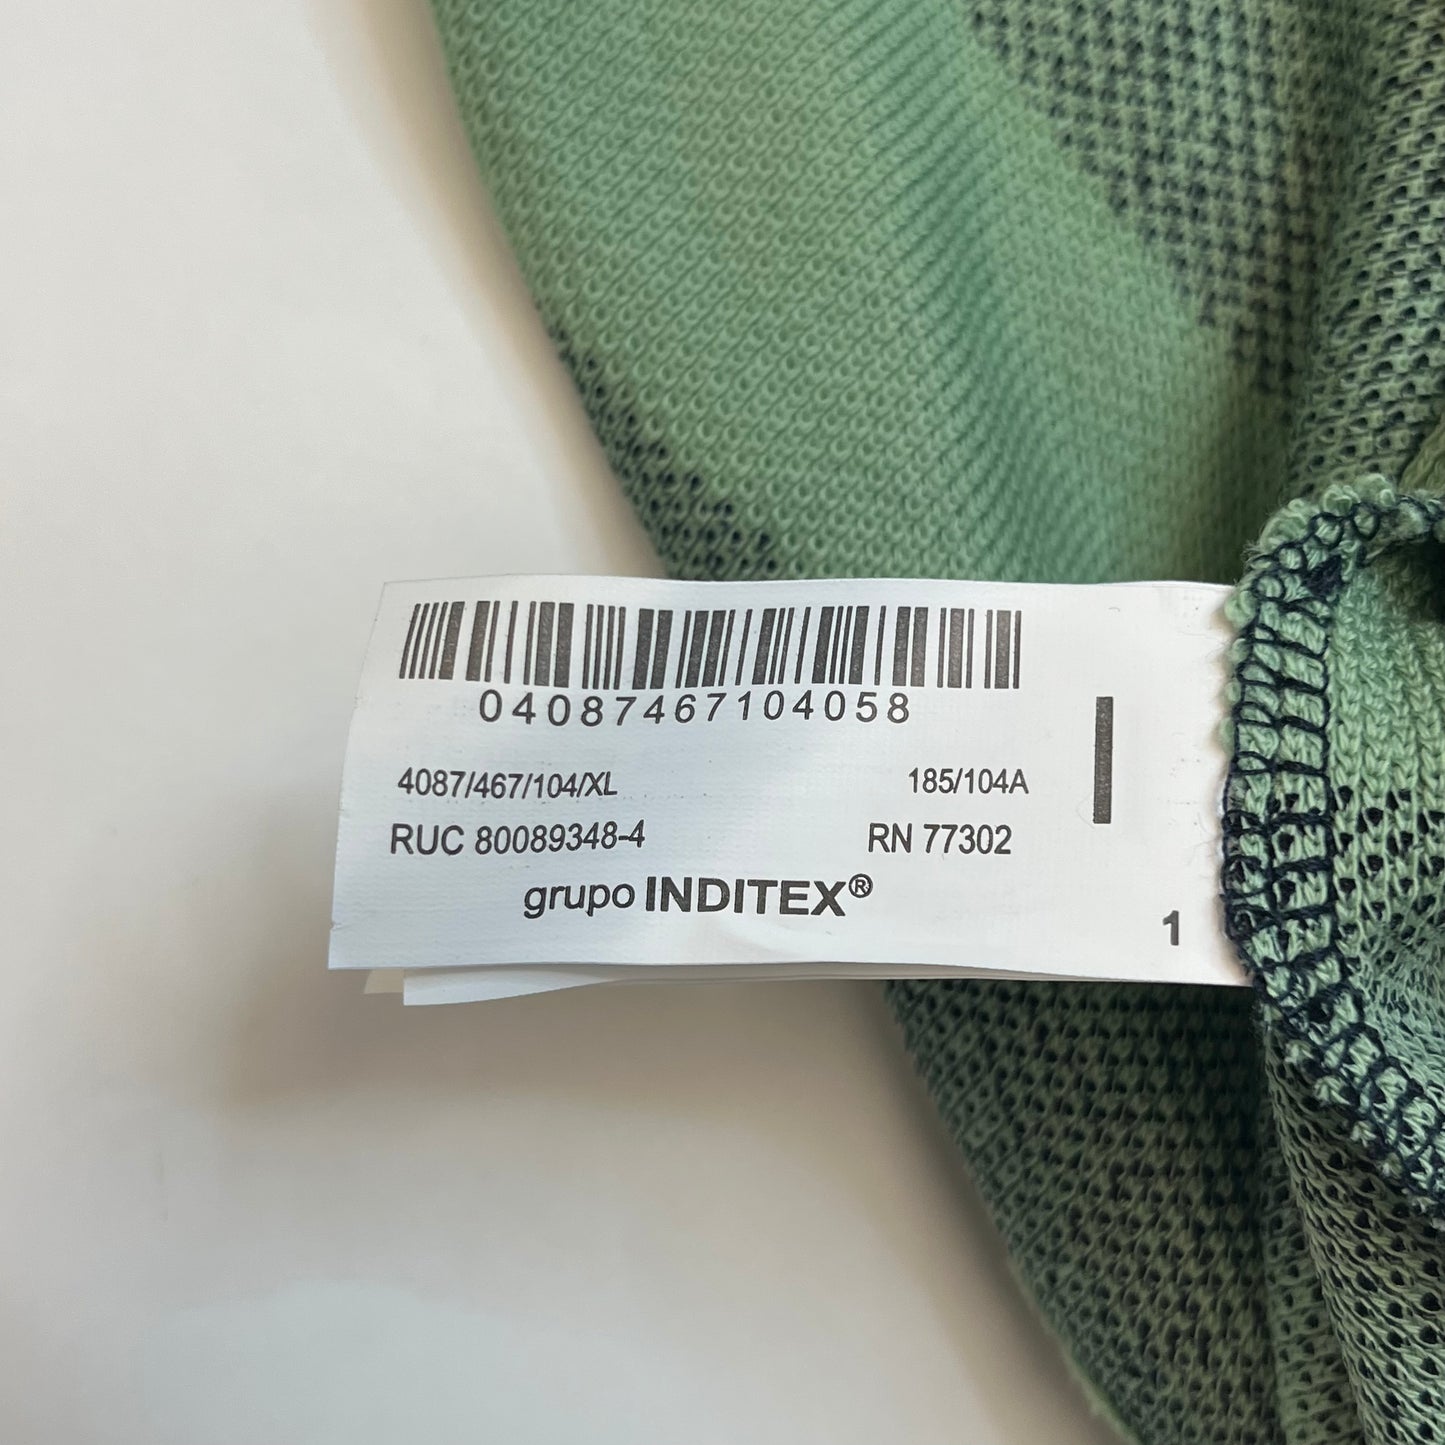 04087467104058
4087/467/104/XL 185/104A
RUC 80089348-4 RN 77302
grupo INDITEX®
1